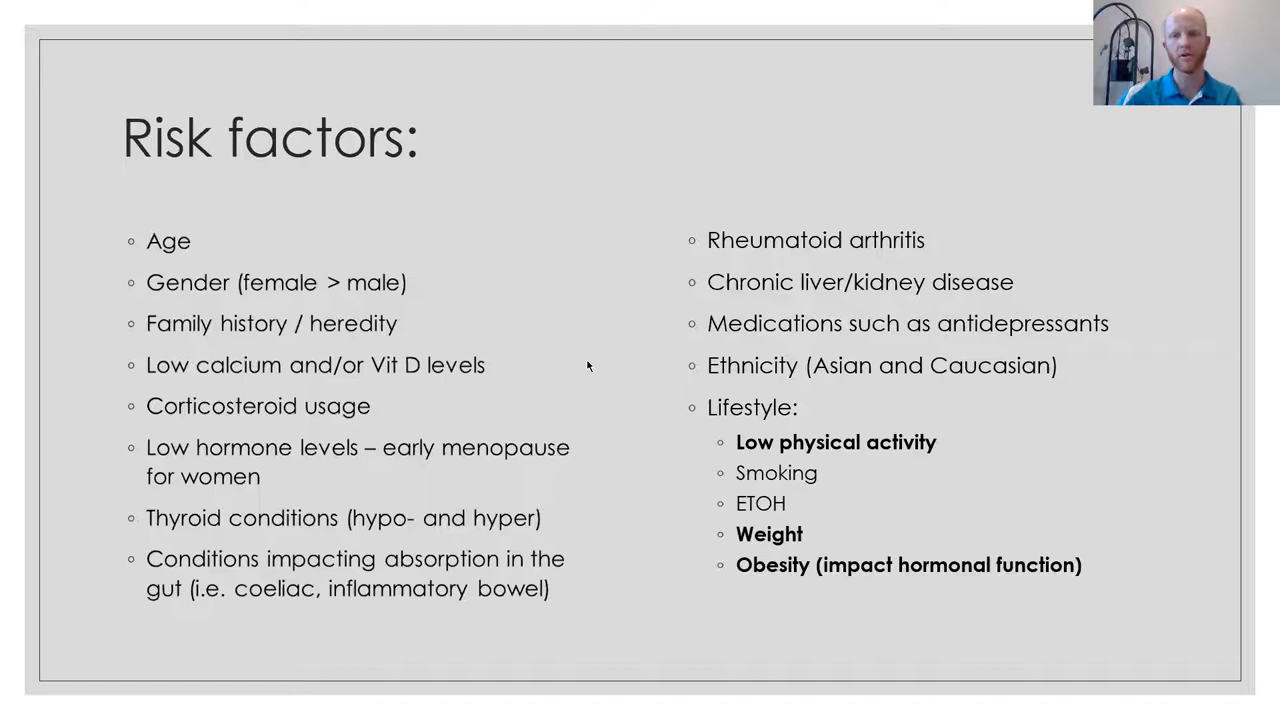 Risk factors:
Age
Gender (female > male)
Family history / heredity
Low calcium and/or Vit D levels
Corticosteroid usage
Low hormone levels – early menopause
for women
Thyroid conditions (hypo- and hyper)
Conditions impacting absorption in the
gut (i.e. coeliac, inflammatory bowel)
Rheumatoid arthritis
Chronic liver/kidney disease
Medications such as antidepressants
Ethnicity (Asian and Caucasian)
Lifestyle:
Low physical activity
Smoking
ETOH
Weight
Obesity (impact hormonal function)